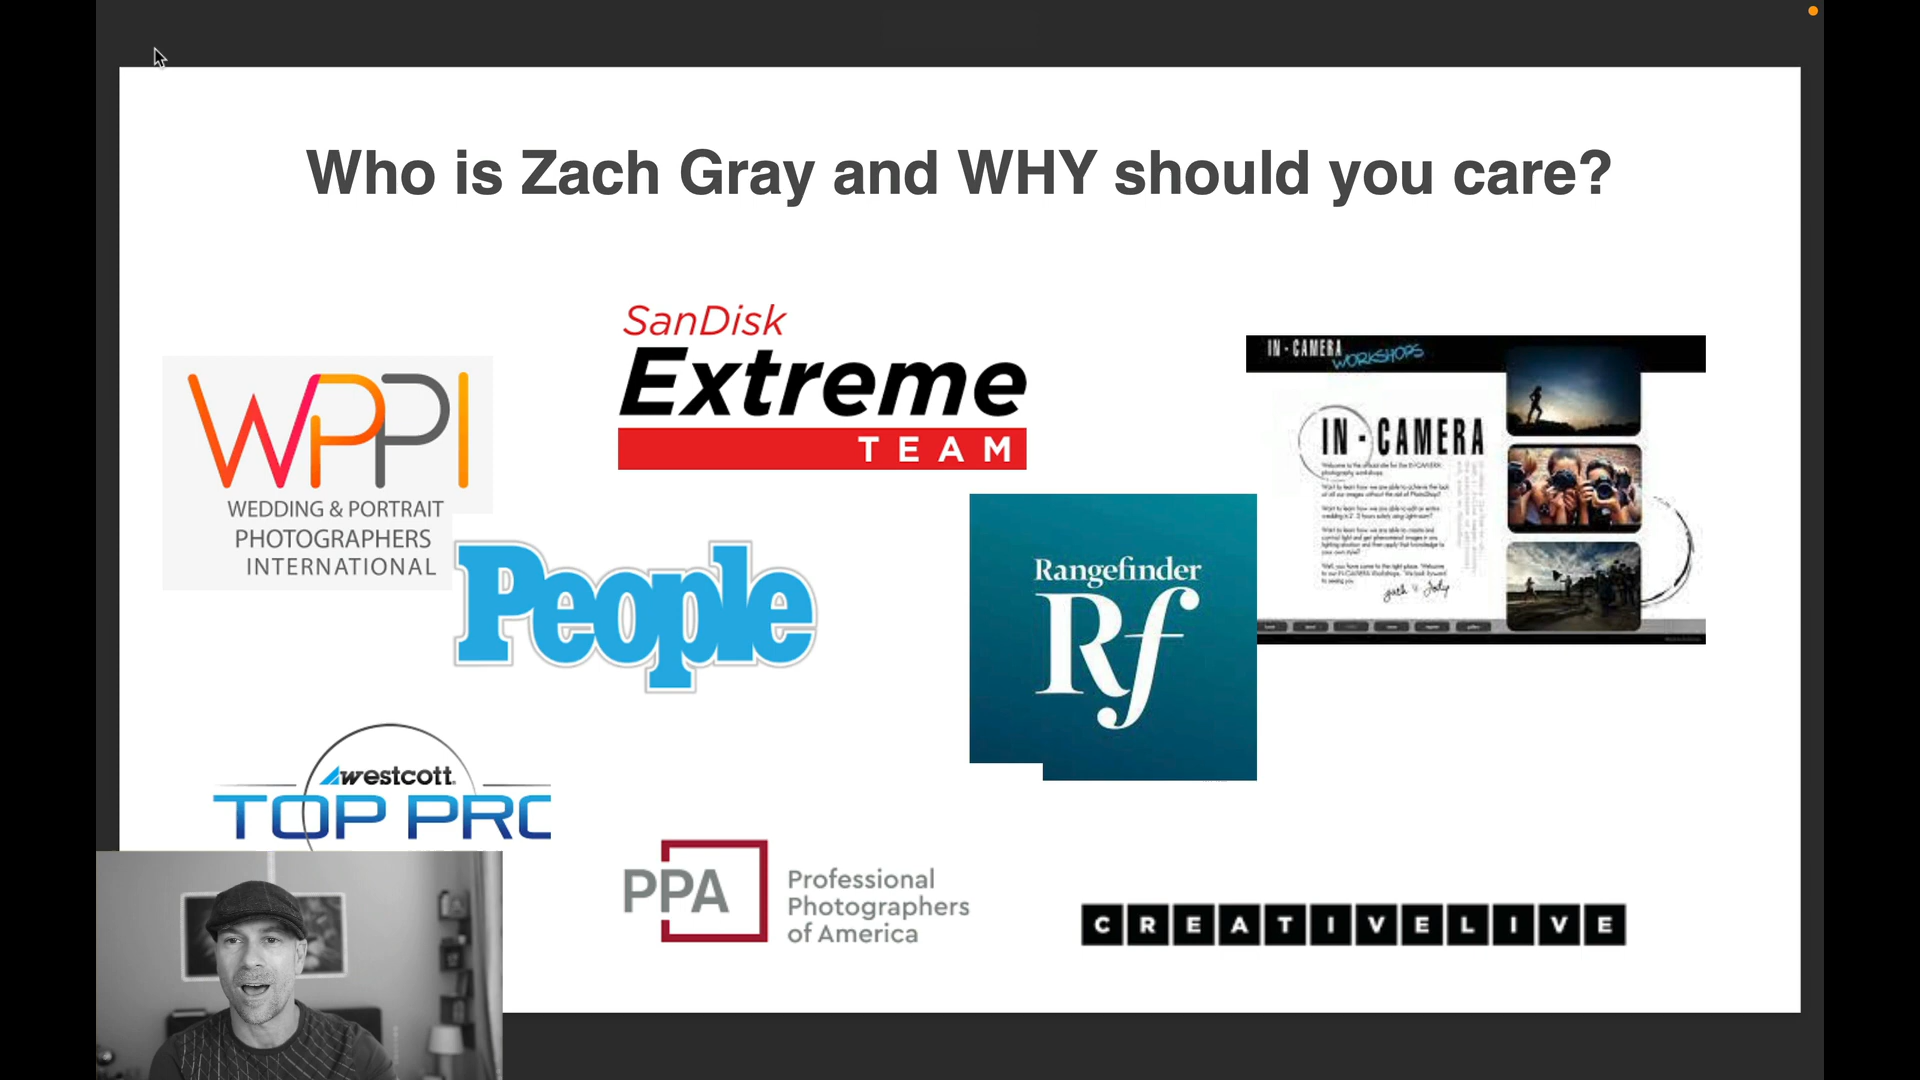 Who is Zach Gray and WHY should you care?
SanDisk
Extreme
TEAM
WPPI
WEDDING & PORTRAIT
PHOTOGRAPHERS
INTERNATIONAL
IN-CAMERA
WORKSHOPS
IN-CAMERA
People
Rangefinder
Rf
westcott
TOP PRO
PPA
Professional
Photographers
of America
CREATIVELIVE